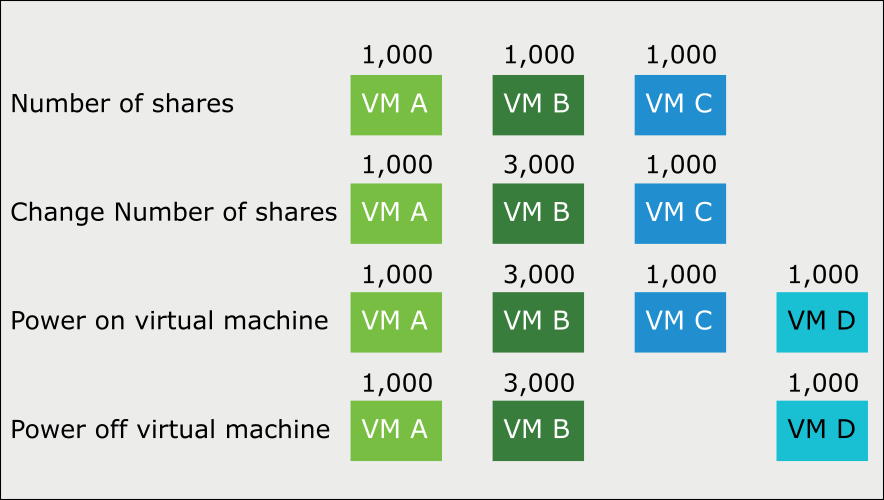 1,000 1,000 1,000
Number of shares VM A VM B VM C
1,000 3,000 1,000
Change Number of shares VM A VM B VM C
1,000 3,000 1,000 1,000
Power on virtual machine VM A VM B VM C VM D
1,000 3,000 1,000
Power off virtual machine VM A VM B VM D